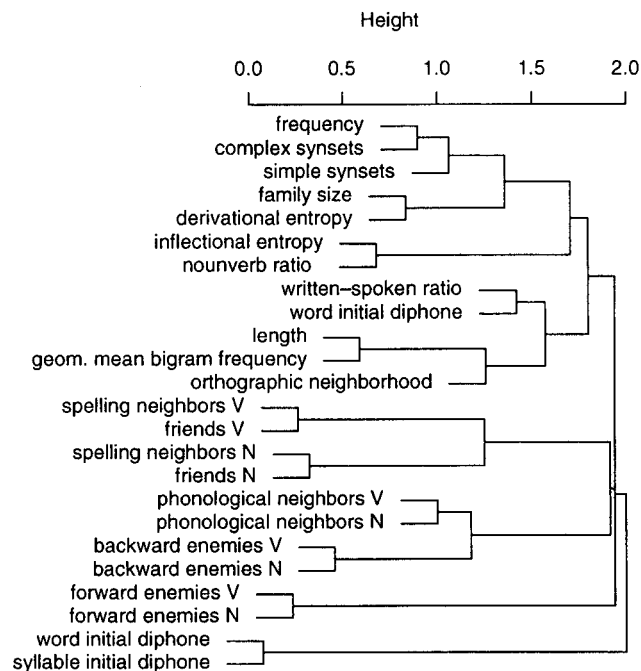 Height
0.0 0.5 1.0 1.5 2.0
frequency
complex synsets
simple synsets
family size
derivational entropy
inflectional entropy
nounverb ratio
written–spoken ratio
word initial diphone
length
geom. mean bigram frequency
orthographic neighborhood
spelling neighbors V
friends V
spelling neighbors N
friends N
phonological neighbors V
phonological neighbors N
backward enemies V
backward enemies N
forward enemies V
forward enemies N
word initial diphone
syllable initial diphone